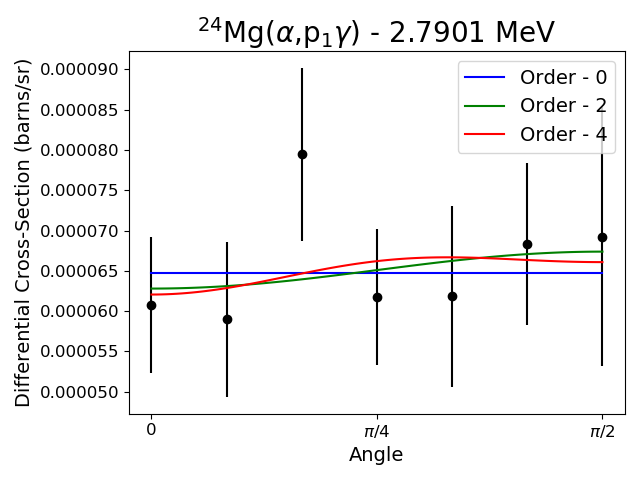 ²⁴Mg(α,p₁γ) - 2.7901 MeV
Order - 0
Order - 2
Order - 4
Differential Cross-Section (barns/sr)
0.000090
0.000085
0.000080
0.000075
0.000070
0.000065
0.000060
0.000055
0.000050
0 π/4 π/2
Angle